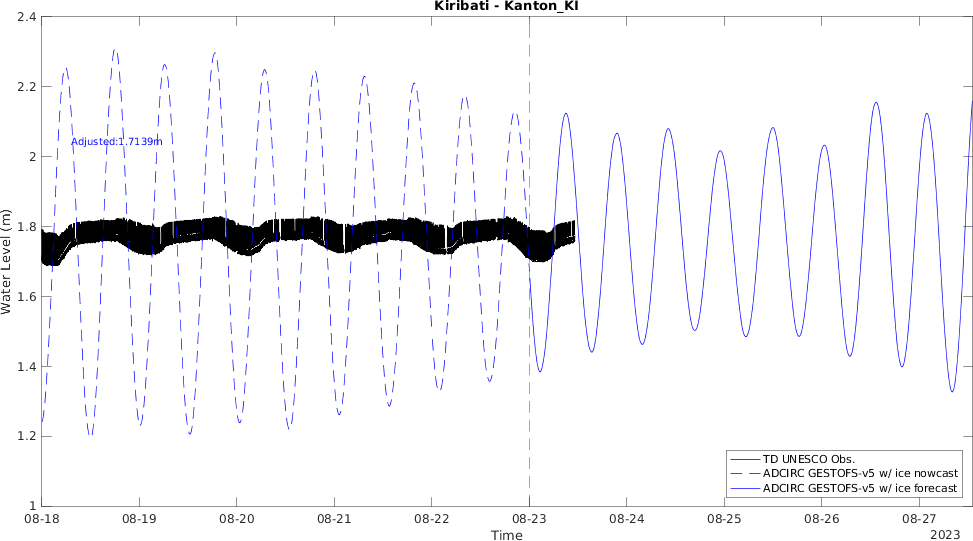 Kiribati - Kanton_KI
2.4
2.2
2
1.8
1.6
1.4
1.2
1
Water Level (m)
Adjusted:1.7139m
TD UNESCO Obs.
ADCIRC GESTOFS-v5 w/ ice nowcast
ADCIRC GESTOFS-v5 w/ ice forecast
08-18
08-19
08-20
08-21
08-22
08-23
08-24
08-25
08-26
08-27
Time
2023